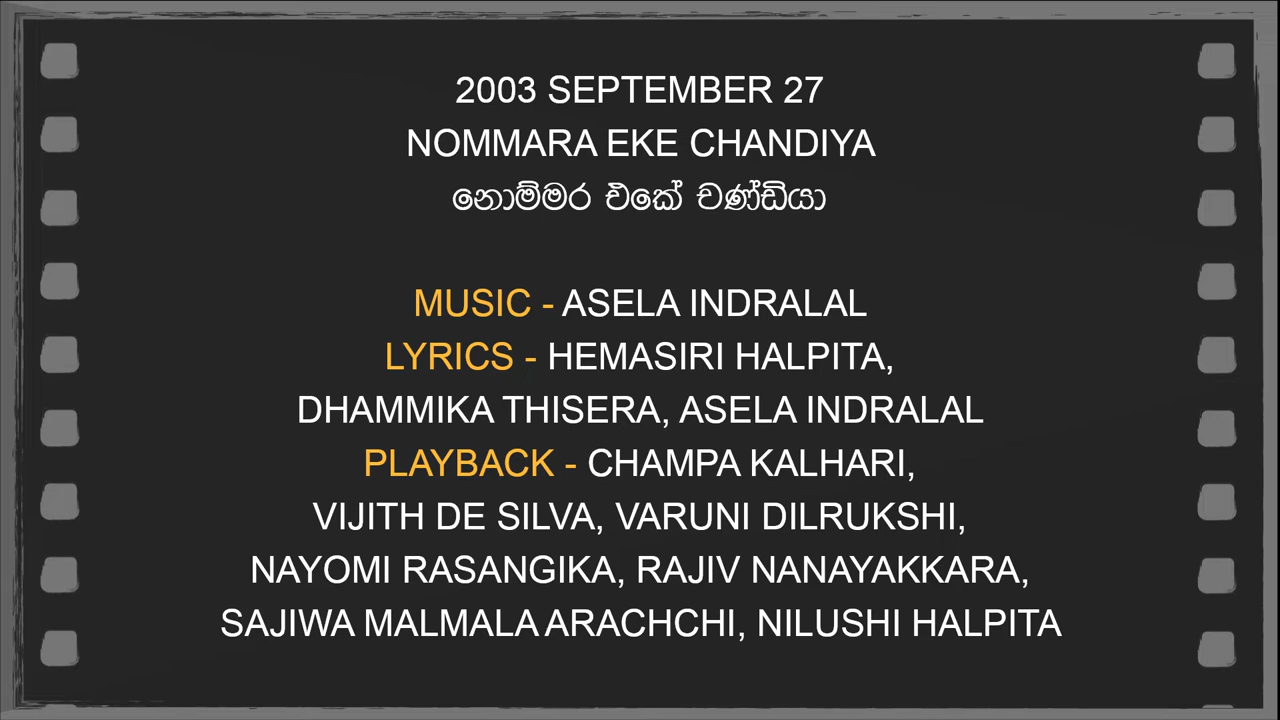 2003 SEPTEMBER 27
NOMMARA EKE CHANDIYA
නොම්මර එකේ චණ්ඩියා
MUSIC - ASELA INDRALAL
LYRICS - HEMASIRI HALPITA,
DHAMMIKA THISERA, ASELA INDRALAL
PLAYBACK - CHAMPA KALHARI,
VIJITH DE SILVA, VARUNI DILRUKSHI,
NAYOMI RASANGIKA, RAJIV NANAYAKKARA,
SAJIWA MALMALA ARACHCHI, NILUSHI HALPITA